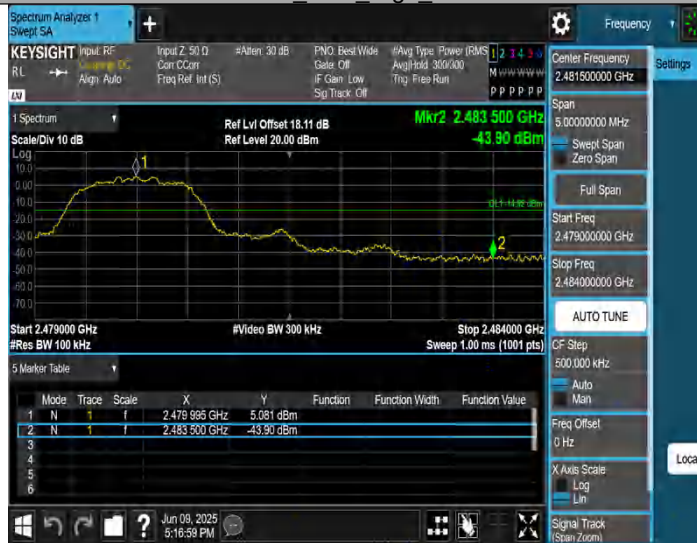 Spectrum Analyzer 1
Swept SA
Frequency
KEYSIGHT
RL
Input: RF
Coupling: DC
Align: Auto
Input Z: 50 Ω
Corr CCorr
Freq Ref: Int (S)
#Atten: 30 dB
PNO: Best Wide
Gate: Off
IF Gain: Low
Sig Track: Off
#Avg Type: Power (RMS
Avg|Hold: 300/300
Trig: Free Run
1 2 3 4 5 6
M W W W W W
P P P P P P
1 Spectrum
Scale/Div 10 dB
Ref Lvl Offset 18.11 dB
Ref Level 20.00 dBm
Mkr2 2.483 500 GHz
-43.90 dBm
Log
10.0
0.00
-10.0
-20.0
-30.0
-40.0
-50.0
-60.0
-70.0
1
2
Start 2.479000 GHz
#Res BW 100 kHz
#Video BW 300 kHz
Stop 2.484000 GHz
Sweep 1.00 ms (1001 pts)
5 Marker Table
Mode Trace Scale X Y Function Function Width Function Value
1 N 1 f 2.479 995 GHz 5.081 dBm
2 N 1 f 2.483 500 GHz -43.90 dBm
3
4
5
6
?
Jun 09, 2025
5:16:59 PM
Center Frequency
2.481500000 GHz
Settings
Span
5.00000000 MHz
Swept Span
Zero Span
Full Span
Start Freq
2.479000000 GHz
Stop Freq
2.484000000 GHz
AUTO TUNE
CF Step
500.000 kHz
Auto
Man
Freq Offset
0 Hz
X Axis Scale
Log
Lin
Loca
Signal Track
(Span Zoom)